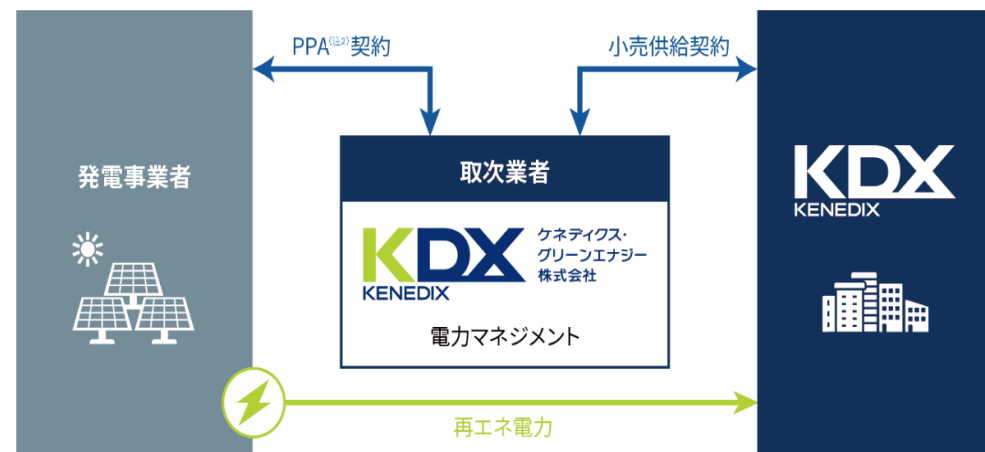 PPA(注2)契約
小売供給契約
発電事業者
取次業者
KDX
KENEDIX
ケネディクス・
グリーンエナジー
株式会社
電力マネジメント
KDX
KENEDIX
再エネ電力